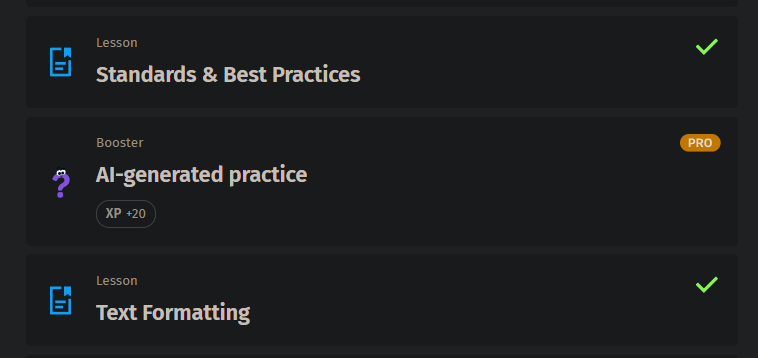 Lesson
Standards & Best Practices
Booster
PRO
AI-generated practice
XP +20
Lesson
Text Formatting